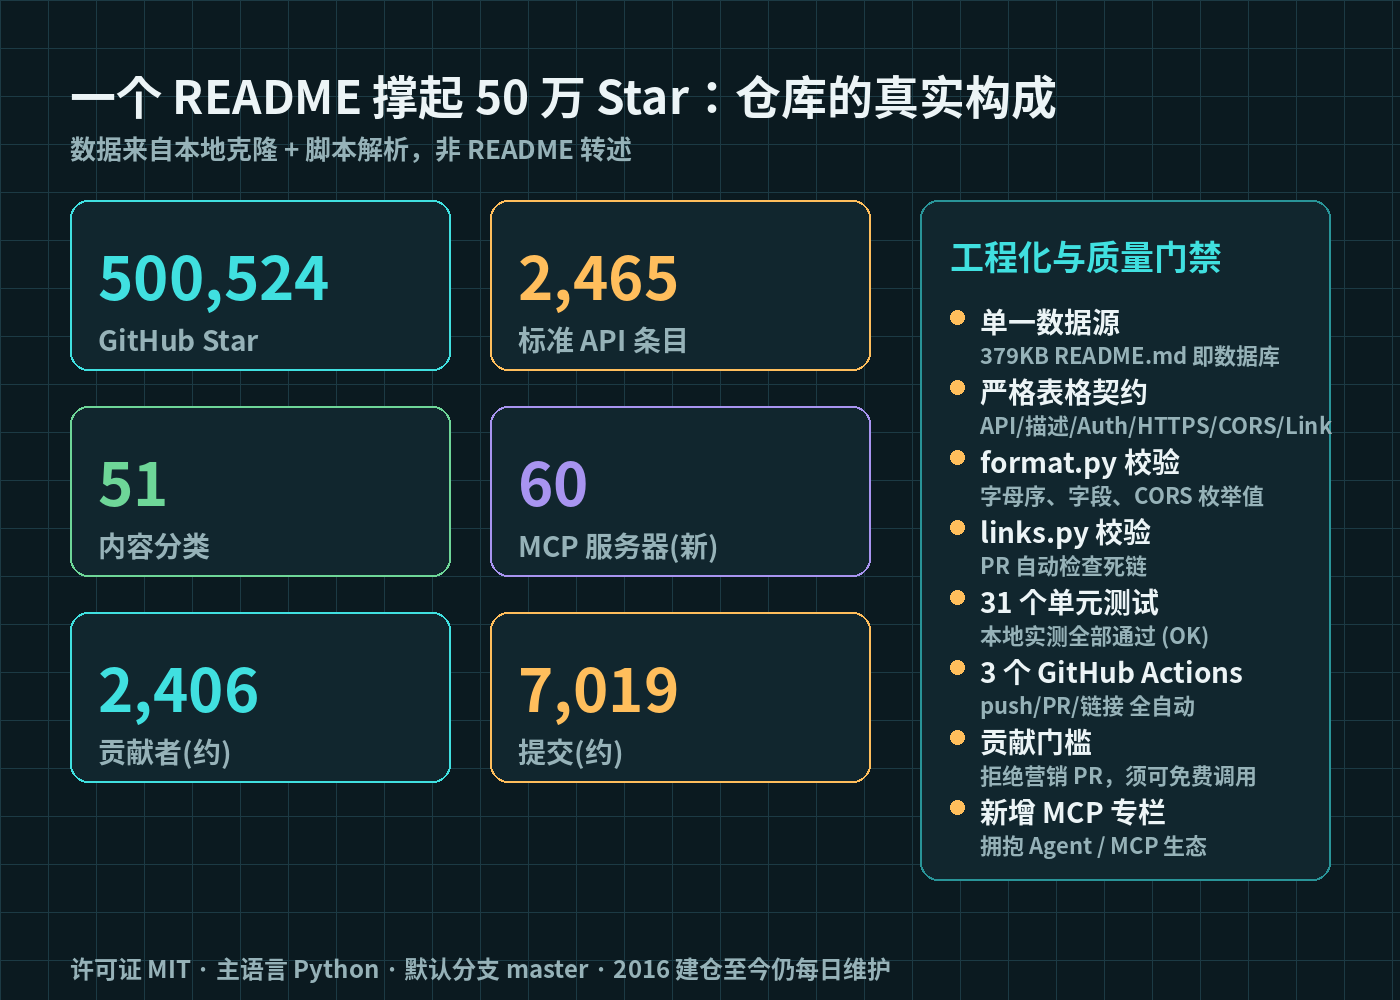 一个 README 撑起 50 万 Star：仓库的真实构成
数据来自本地克隆 + 脚本解析，非 README 转述
500,524
GitHub Star
2,465
标准 API 条目
51
内容分类
60
MCP 服务器(新)
2,406
贡献者(约)
7,019
提交(约)
工程化与质量门禁
单一数据源
379KB README.md 即数据库
严格表格契约
API/描述/Auth/HTTPS/CORS/Link
format.py 校验
字母序、字段、CORS 枚举值
links.py 校验
PR 自动检查死链
31 个单元测试
本地实测全部通过 (OK)
3 个 GitHub Actions
push/PR/链接 全自动
贡献门槛
拒绝营销 PR，须可免费调用
新增 MCP 专栏
拥抱 Agent / MCP 生态
许可证 MIT · 主语言 Python · 默认分支 master · 2016 建仓至今仍每日维护